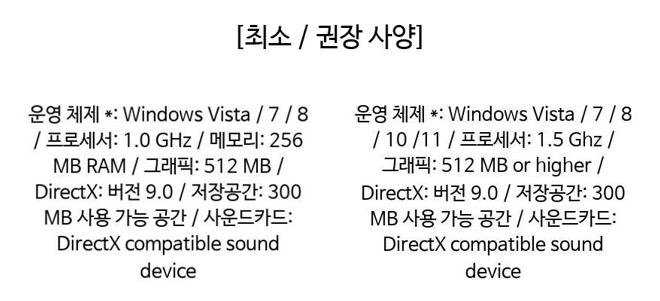 [최소 / 권장 사양]
운영 체제 *: Windows Vista / 7 / 8
/ 프로세서: 1.0 GHz / 메모리: 256
MB RAM / 그래픽: 512 MB /
DirectX: 버전 9.0 / 저장공간: 300
MB 사용 가능 공간 / 사운드카드:
DirectX compatible sound
device
운영 체제 *: Windows Vista / 7 / 8
/ 10 /11 / 프로세서: 1.5 Ghz /
그래픽: 512 MB or higher /
DirectX: 버전 9.0 / 저장공간: 300
MB 사용 가능 공간 / 사운드카드:
DirectX compatible sound
device